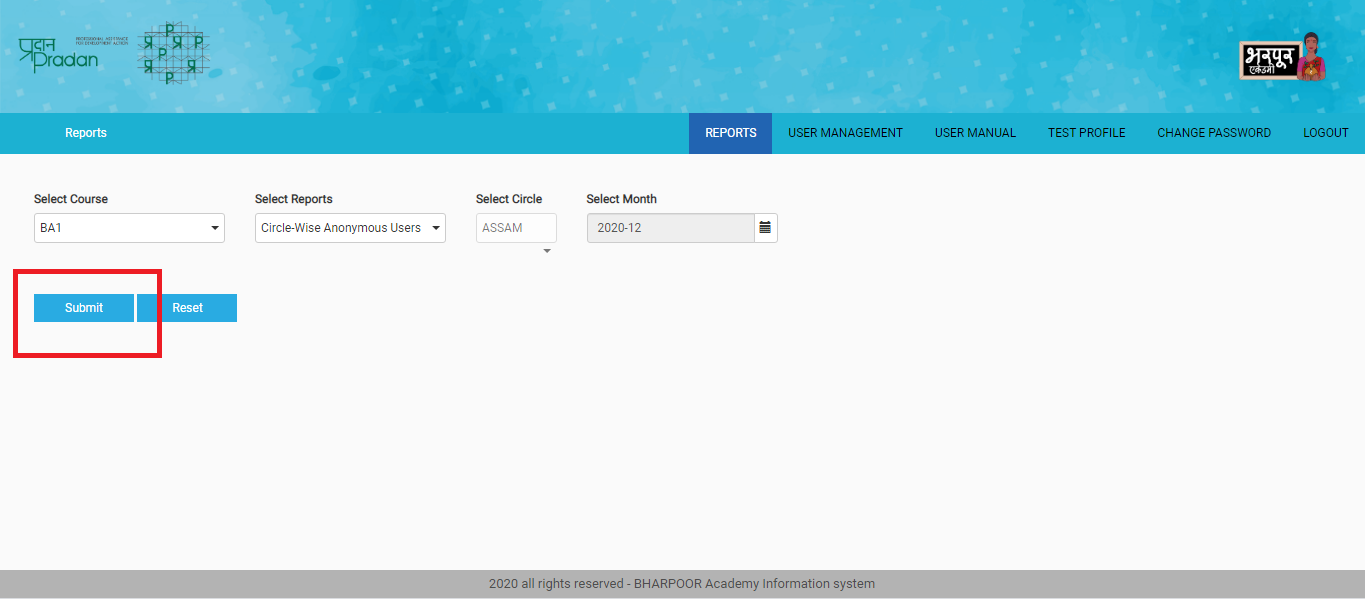 प्रदान
Pradan
PROFESSIONAL ASSISTANCE
FOR DEVELOPMENT ACTION
P
P
P
P
भरपूर
एकेडमी
Reports
REPORTS
USER MANAGEMENT
USER MANUAL
TEST PROFILE
CHANGE PASSWORD
LOGOUT
Select Course
Select Reports
Select Circle
Select Month
BA1
Circle-Wise Anonymous Users
ASSAM
2020-12
Submit
Reset
2020 all rights reserved - BHARPOOR Academy Information system